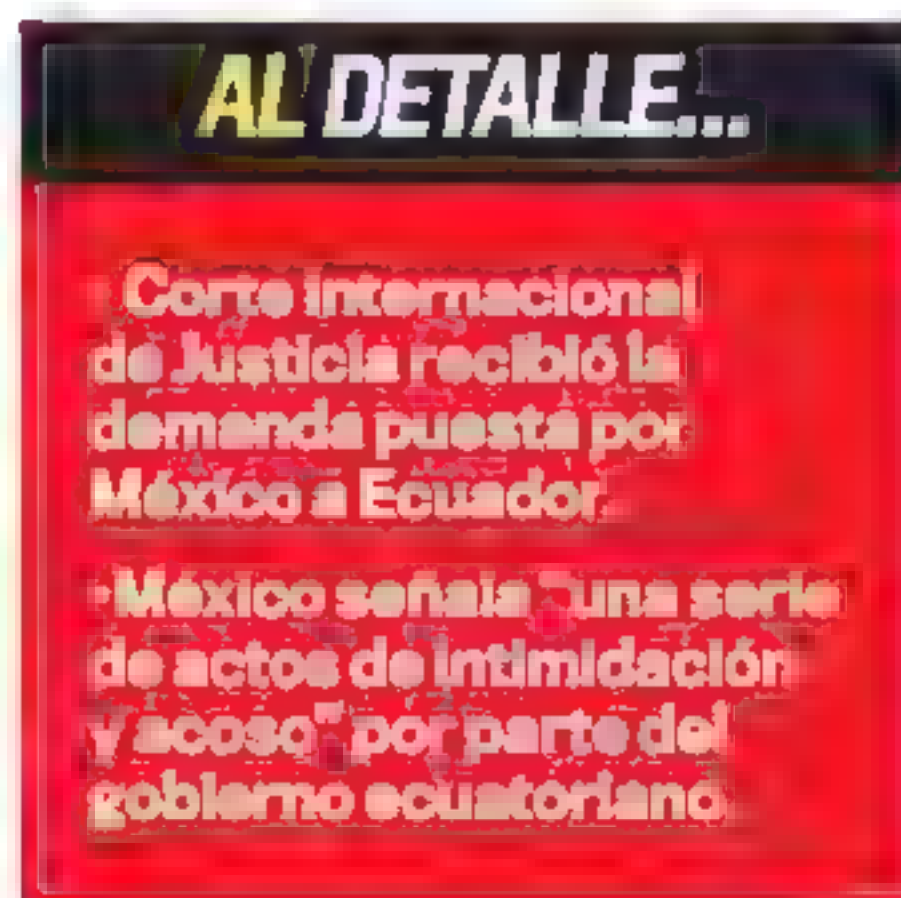 AL DETALLE...
Corte Internacional
de Justicia recibió la
demanda puesta por
México a Ecuador.
•México señala "una serie
de actos de intimidación
y acoso" por parte del
gobierno ecuatoriano.